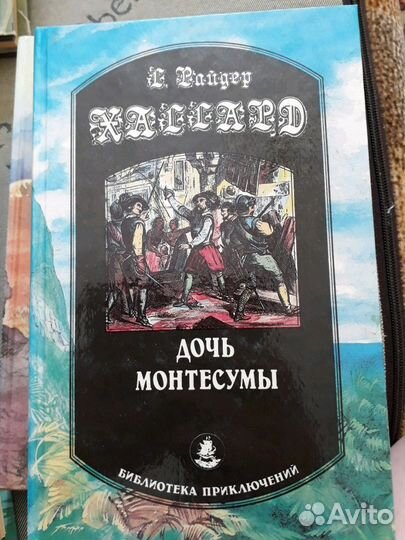 Г. Райдер
ХАГГАРД
ДОЧЬ
МОНТЕСУМЫ
БИБЛИОТЕКА ПРИКЛЮЧЕНИЙ
Avito